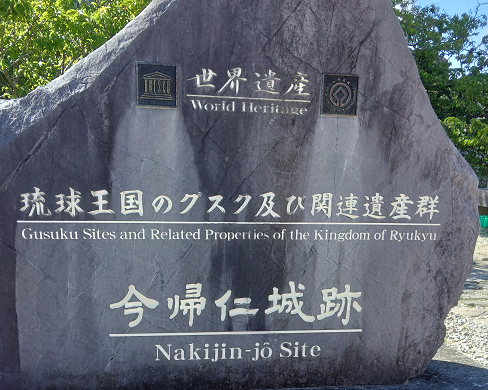 世界遺産
World Heritage
琉球王国のグスク及び関連遺産群
Gusuku Sites and Related Properties of the Kingdom of Ryukyu
今帰仁城跡
Nakijin-jô Site